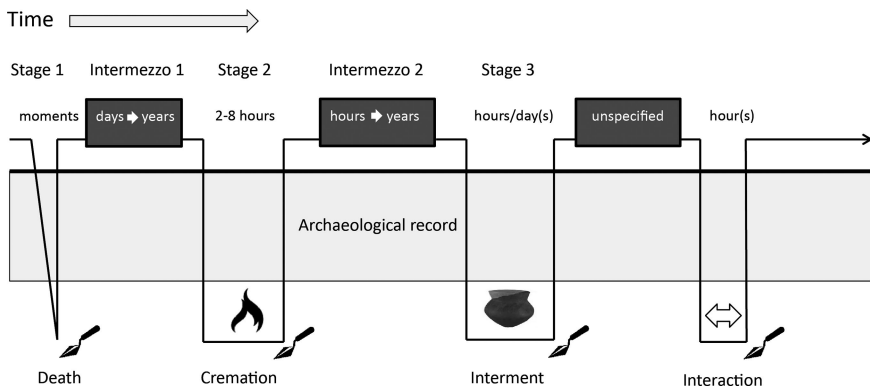 Time
Stage 1 Intermezzo 1 Stage 2 Intermezzo 2 Stage 3
moments days years 2-8 hours hours years hours/day(s) unspecified hour(s)
Archaeological record
Death Cremation Interment Interaction